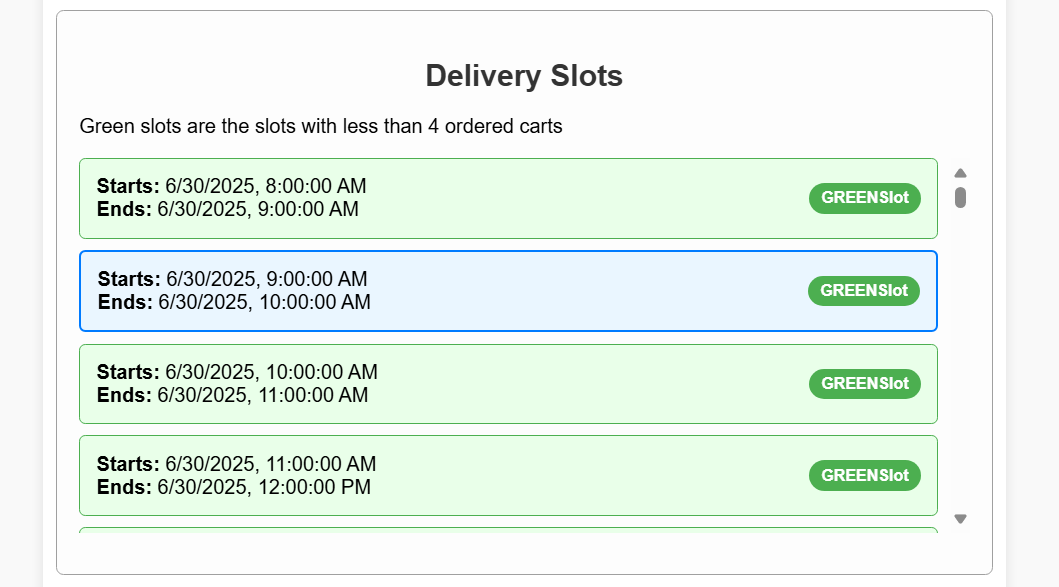 Delivery Slots
Green slots are the slots with less than 4 ordered carts
Starts: 6/30/2025, 8:00:00 AM
Ends: 6/30/2025, 9:00:00 AM
GREENSlot
Starts: 6/30/2025, 9:00:00 AM
Ends: 6/30/2025, 10:00:00 AM
GREENSlot
Starts: 6/30/2025, 10:00:00 AM
Ends: 6/30/2025, 11:00:00 AM
GREENSlot
Starts: 6/30/2025, 11:00:00 AM
Ends: 6/30/2025, 12:00:00 PM
GREENSlot